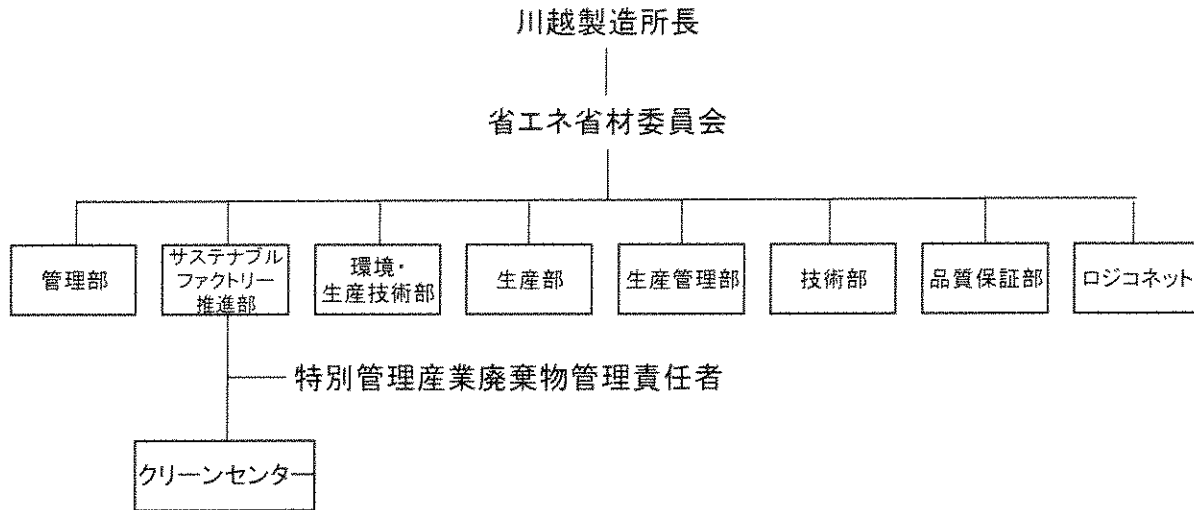 川越製造所長
省エネ省材委員会
管理部
サステナブル
ファクトリー
推進部
環境・
生産技術部
生産部
生産管理部
技術部
品質保証部
ロジコネット
特別管理産業廃棄物管理責任者
クリーンセンター